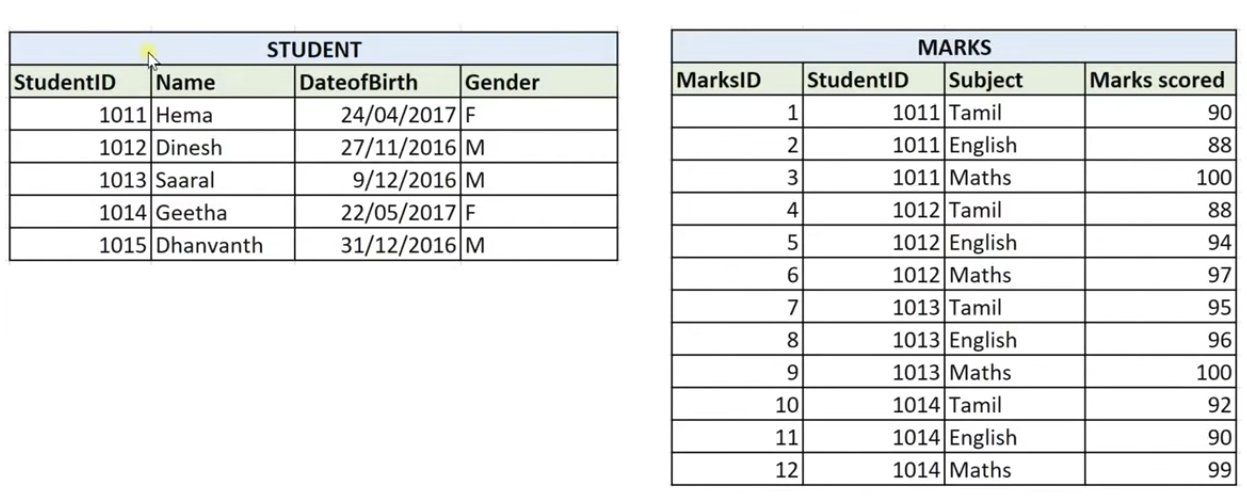 STUDENT
StudentID Name DateofBirth Gender
1011 Hema 24/04/2017 F
1012 Dinesh 27/11/2016 M
1013 Saaral 9/12/2016 M
1014 Geetha 22/05/2017 F
1015 Dhanvanth 31/12/2016 M
MARKS
MarksID StudentID Subject Marks scored
1 1011 Tamil 90
2 1011 English 88
3 1011 Maths 100
4 1012 Tamil 88
5 1012 English 94
6 1012 Maths 97
7 1013 Tamil 95
8 1013 English 96
9 1013 Maths 100
10 1014 Tamil 92
11 1014 English 90
12 1014 Maths 99